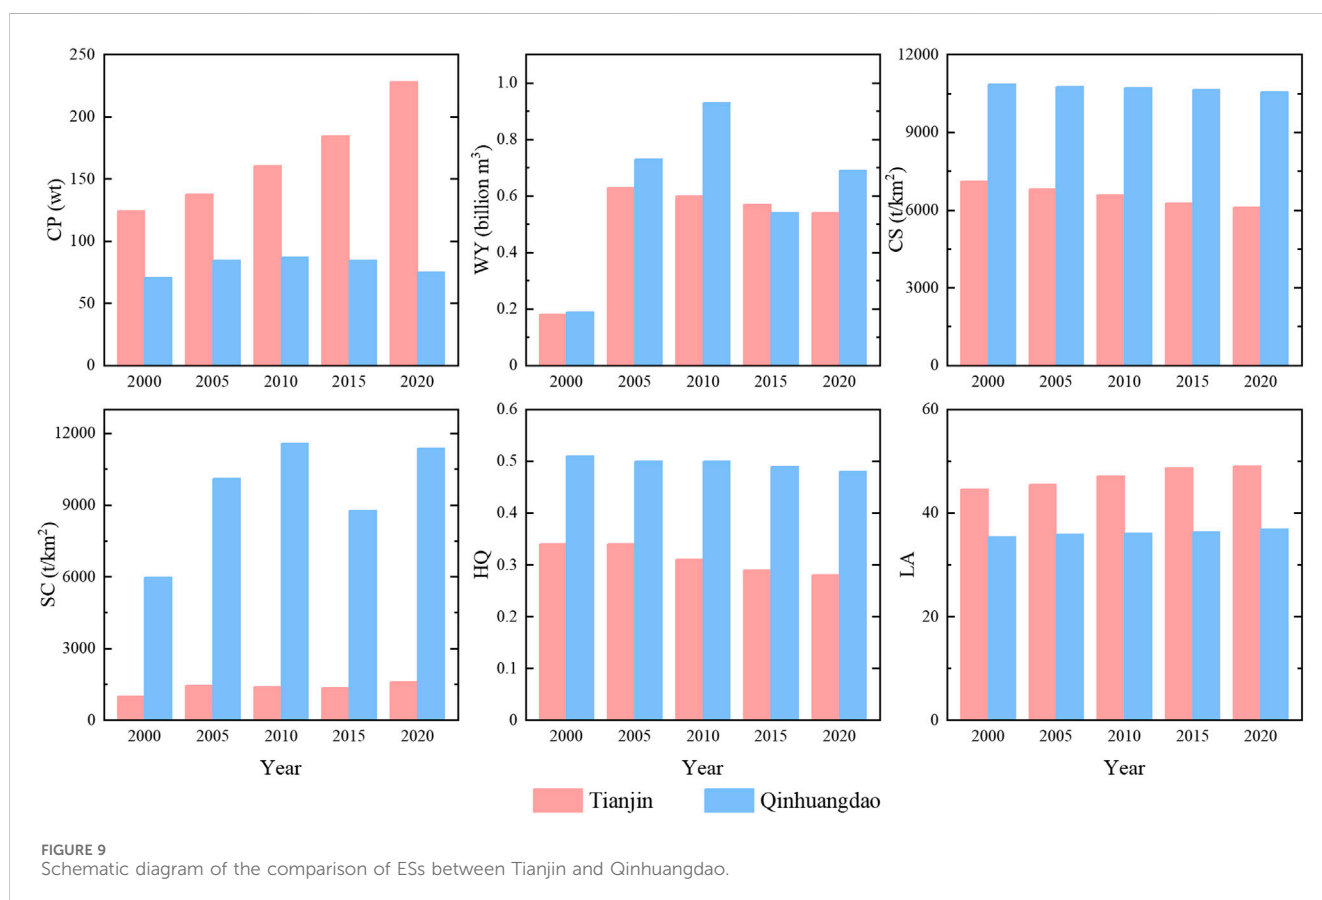 250
200
150
100
50
0
CP (wt)
2000 2005 2010 2015 2020
1.0
0.8
0.6
0.4
0.2
0
WY (billion m³)
2000 2005 2010 2015 2020
12000
9000
6000
3000
0
CS (t/km²)
2000 2005 2010 2015 2020
12000
9000
6000
3000
0
SC (t/km²)
2000 2005 2010 2015 2020
Year
0.6
0.5
0.4
0.3
0.2
0.1
0
HQ
2000 2005 2010 2015 2020
Year
60
40
20
0
LA
2000 2005 2010 2015 2020
Year
Tianjin Qinhuangdao
FIGURE 9
Schematic diagram of the comparison of ESs between Tianjin and Qinhuangdao.